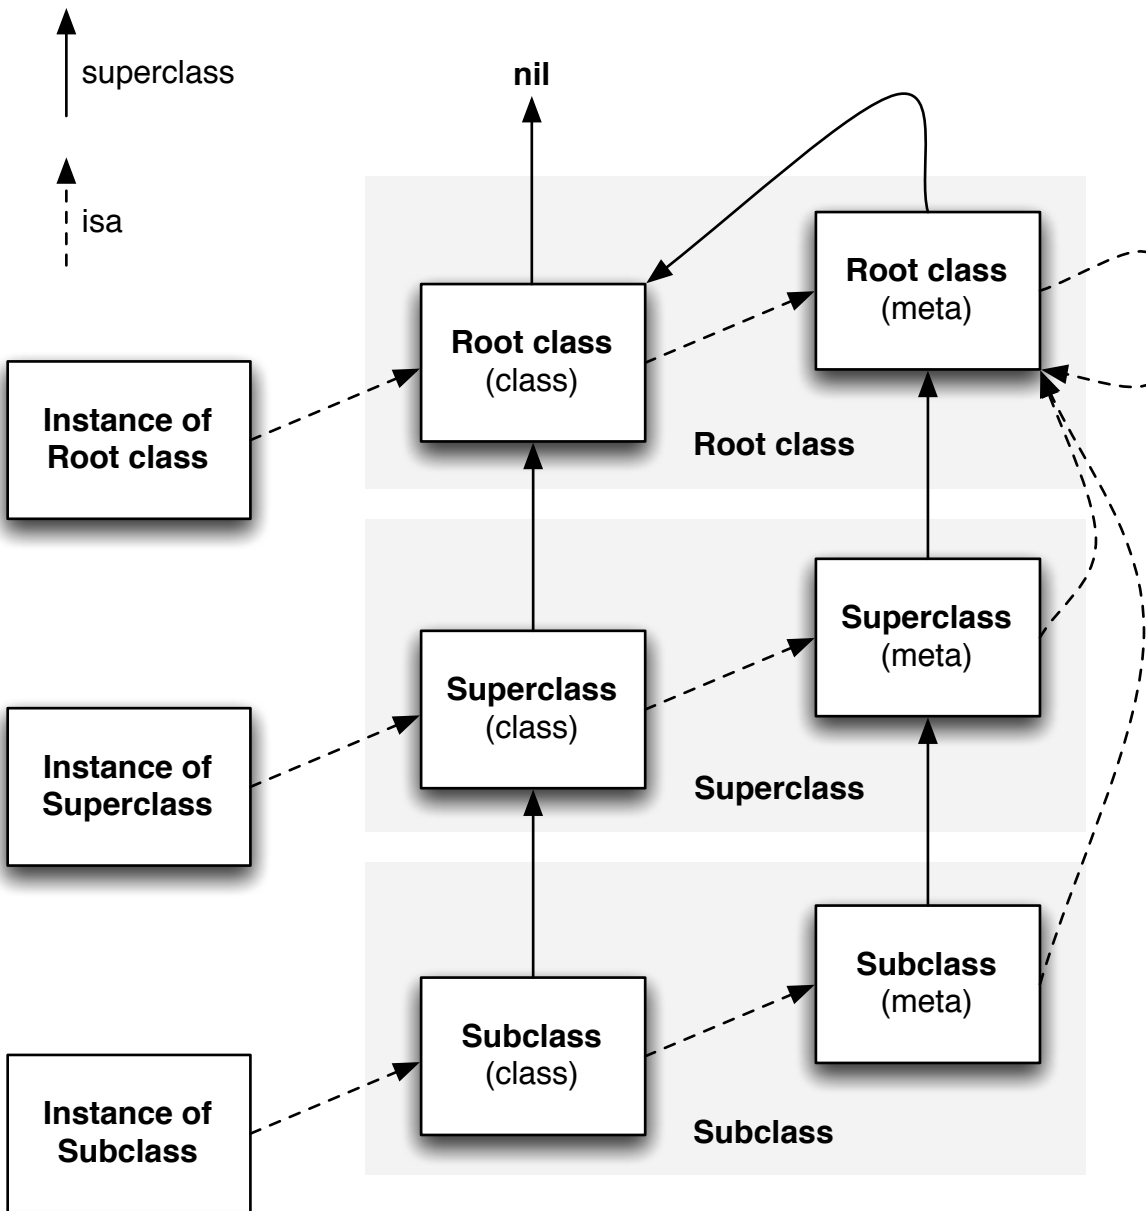 superclass
nil
isa
Root class
(meta)
Root class
(class)
Instance of
Root class
Root class
Superclass
(meta)
Superclass
(class)
Instance of
Superclass
Superclass
Subclass
(meta)
Subclass
(class)
Instance of
Subclass
Subclass